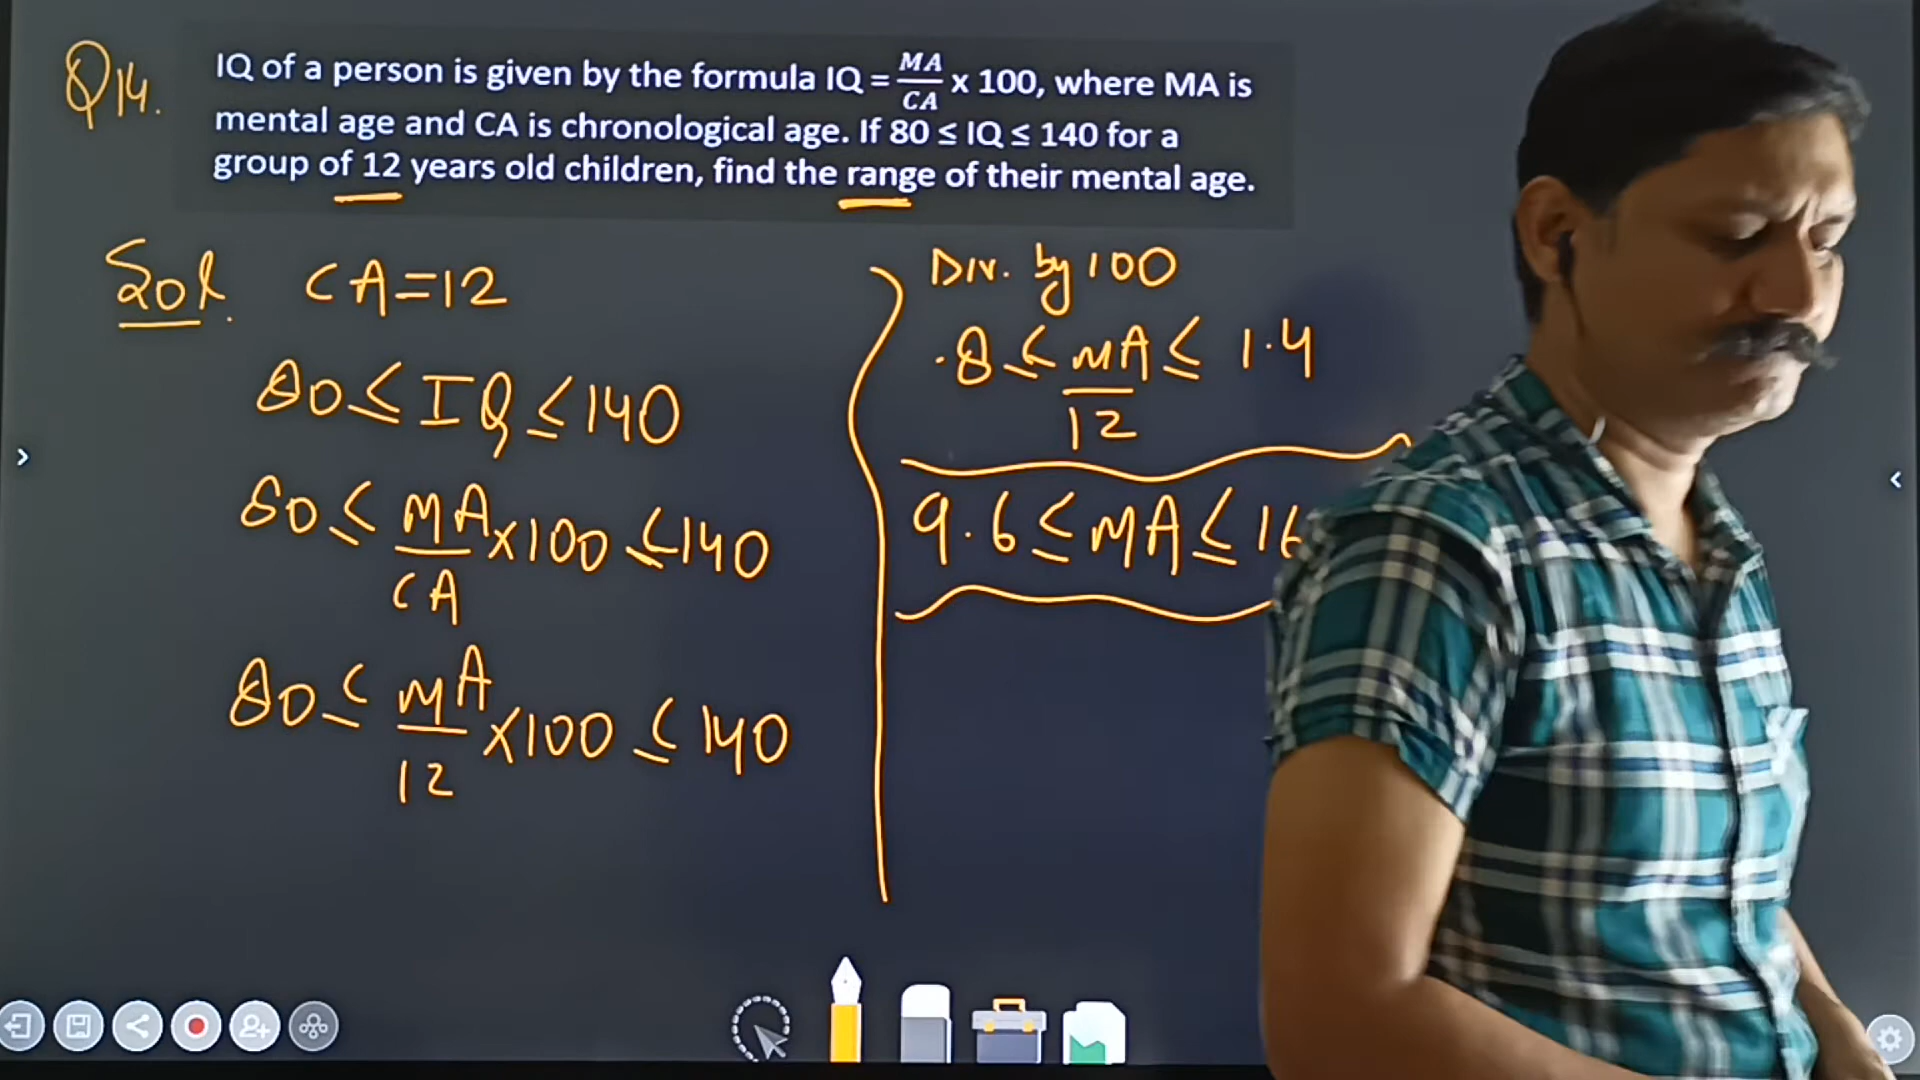 Q14.
IQ of a person is given by the formula IQ = MA/CA x 100, where MA is
mental age and CA is chronological age. If 80 ≤ IQ ≤ 140 for a
group of 12 years old children, find the range of their mental age.
Sol. CA=12
80 ≤ IQ ≤ 140
80 ≤ MA/CA × 100 ≤ 140
80 ≤ MA/12 × 100 ≤ 140
Div. by 100
.8 ≤ MA/12 ≤ 1.4
9.6 ≤ MA ≤ 16